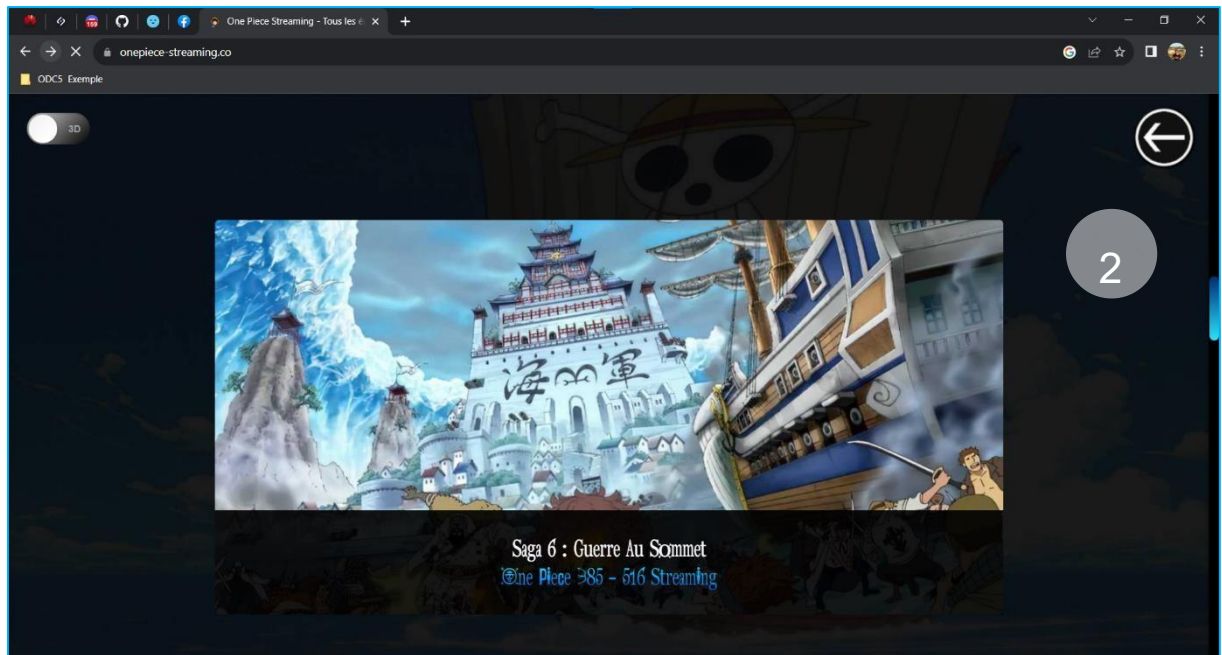 159
One Piece Streaming - Tous les é
onepiece-streaming.co
ODC5 Exemple
3D
2
海軍
Saga 6 : Guerre Au Sommet
One Piece 385 - 516 Streaming